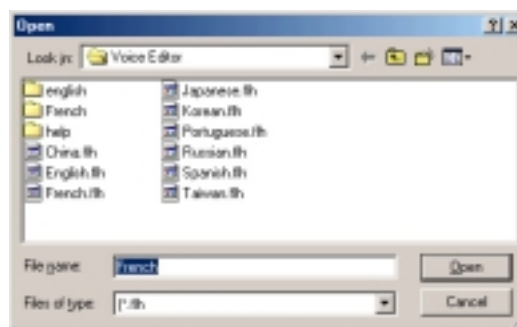 Open
Look in: Voice Editor
english
French
help
China.flh
English.flh
French.flh
Japanese.flh
Korean.flh
Portuguese.flh
Russian.flh
Spanish.flh
Taiwan.flh
File name: French
Open
Files of type: (*.flh
Cancel